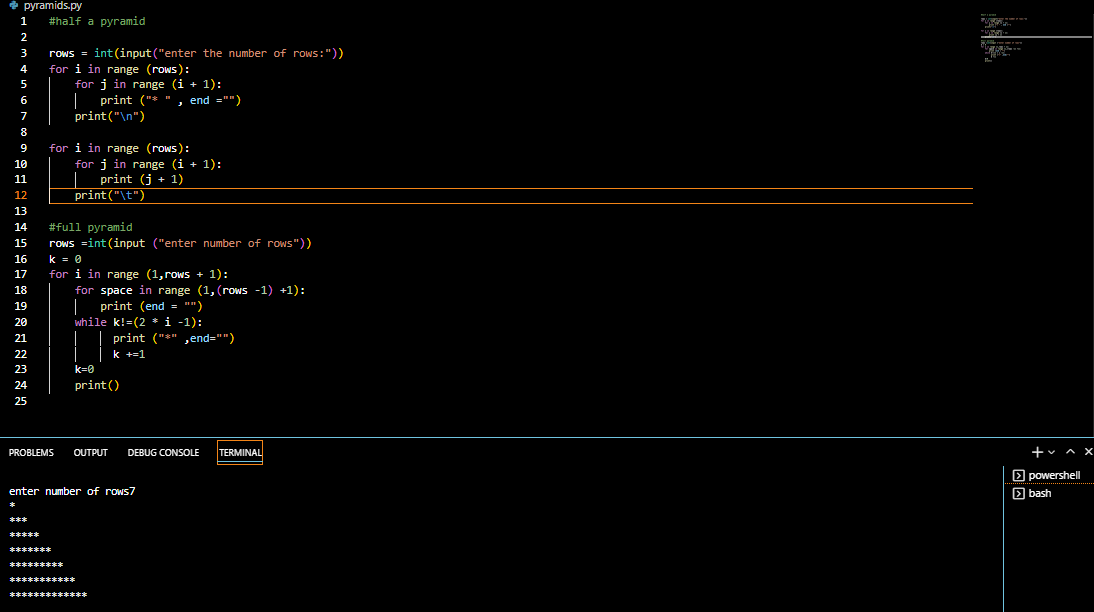 pyramids.py
1 #half a pyramid
2
3 rows = int(input("enter the number of rows:"))
4 for i in range (rows):
5     for j in range (i + 1):
6         print ("* " , end ="")
7     print("\n")
8
9 for i in range (rows):
10     for j in range (i + 1):
11         print (j + 1)
12     print("\t")
13
14 #full pyramid
15 rows =int(input ("enter number of rows"))
16 k = 0
17 for i in range (1,rows + 1):
18     for space in range (1,(rows -1) +1):
19         print (end = "")
20     while k!=(2 * i -1):
21             print ("*" ,end="")
22             k +=1
23     k=0
24     print()
25
PROBLEMS OUTPUT DEBUG CONSOLE TERMINAL
powershell
bash
enter number of rows7
*
***
*****
*******
*********
***********
*************